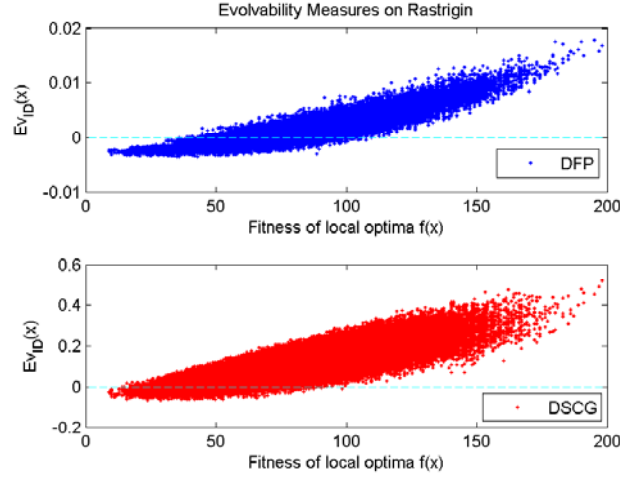 Evolvability Measures on Rastrigin
0.02
0.01
0
-0.01
Ev_ID(x)
DFP
0 50 100 150 200
Fitness of local optima f(x)
0.6
0.4
0.2
0
-0.2
Ev_ID(x)
DSCG
0 50 100 150 200
Fitness of local optima f(x)